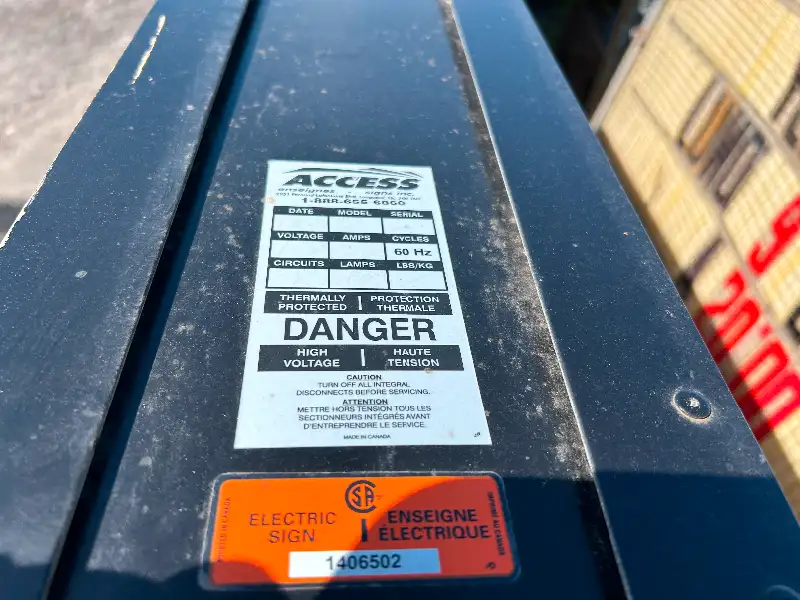 ACCESS
enseignes signs inc.
1-888-656-6860
DATE MODEL SERIAL
VOLTAGE AMPS CYCLES
60 Hz
CIRCUITS LAMPS LBS/KG
THERMALLY PROTECTED
PROTECTION THERMALE
DANGER
HIGH VOLTAGE
HAUTE TENSION
CAUTION
TURN OFF ALL INTEGRAL
DISCONNECTS BEFORE SERVICING.
ATTENTION
METTRE HORS TENSION TOUS LES
SECTIONNEURS INTÉGRÉS AVANT
D'ENTREPRENDRE LE SERVICE.
MADE IN CANADA
ELECTRIC SIGN
ENSEIGNE ÉLECTRIQUE
1406502